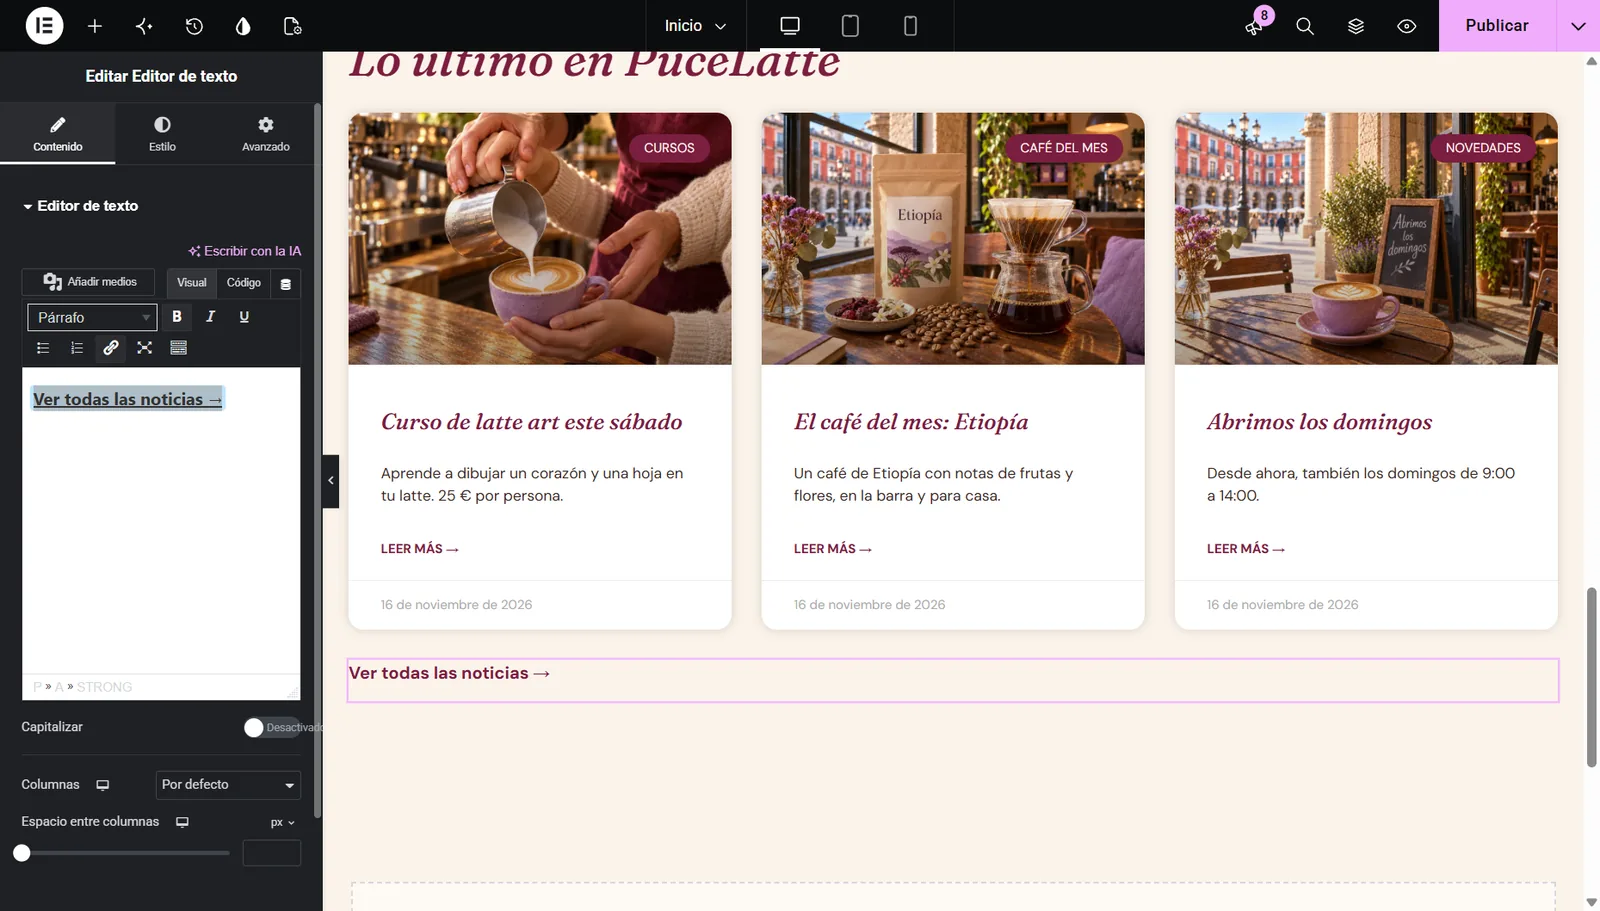 Inicio
8
Publicar
Editar Editor de texto
Contenido
Estilo
Avanzado
Editor de texto
Escribir con la IA
Añadir medios
Visual
Código
Párrafo
B
I
U
Ver todas las noticias →
P » A » STRONG
Capitalizar
Desactivado
Columnas
Por defecto
Espacio entre columnas
px
Lo último en PuceLatte
CURSOS
Curso de latte art este sábado
Aprende a dibujar un corazón y una hoja en
tu latte. 25 € por persona.
LEER MÁS →
16 de noviembre de 2026
CAFÉ DEL MES
Etiopía
El café del mes: Etiopía
Un café de Etiopía con notas de frutas y
flores, en la barra y para casa.
LEER MÁS →
16 de noviembre de 2026
NOVEDADES
Abrimos
los
domingos
Abrimos los domingos
Desde ahora, también los domingos de 9:00
a 14:00.
LEER MÁS →
16 de noviembre de 2026
Ver todas las noticias →